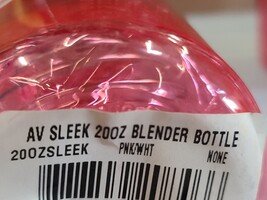 AV SLEEK 20OZ BLENDER BOTTLE
20OZSLEEK PNK/WHT NONE